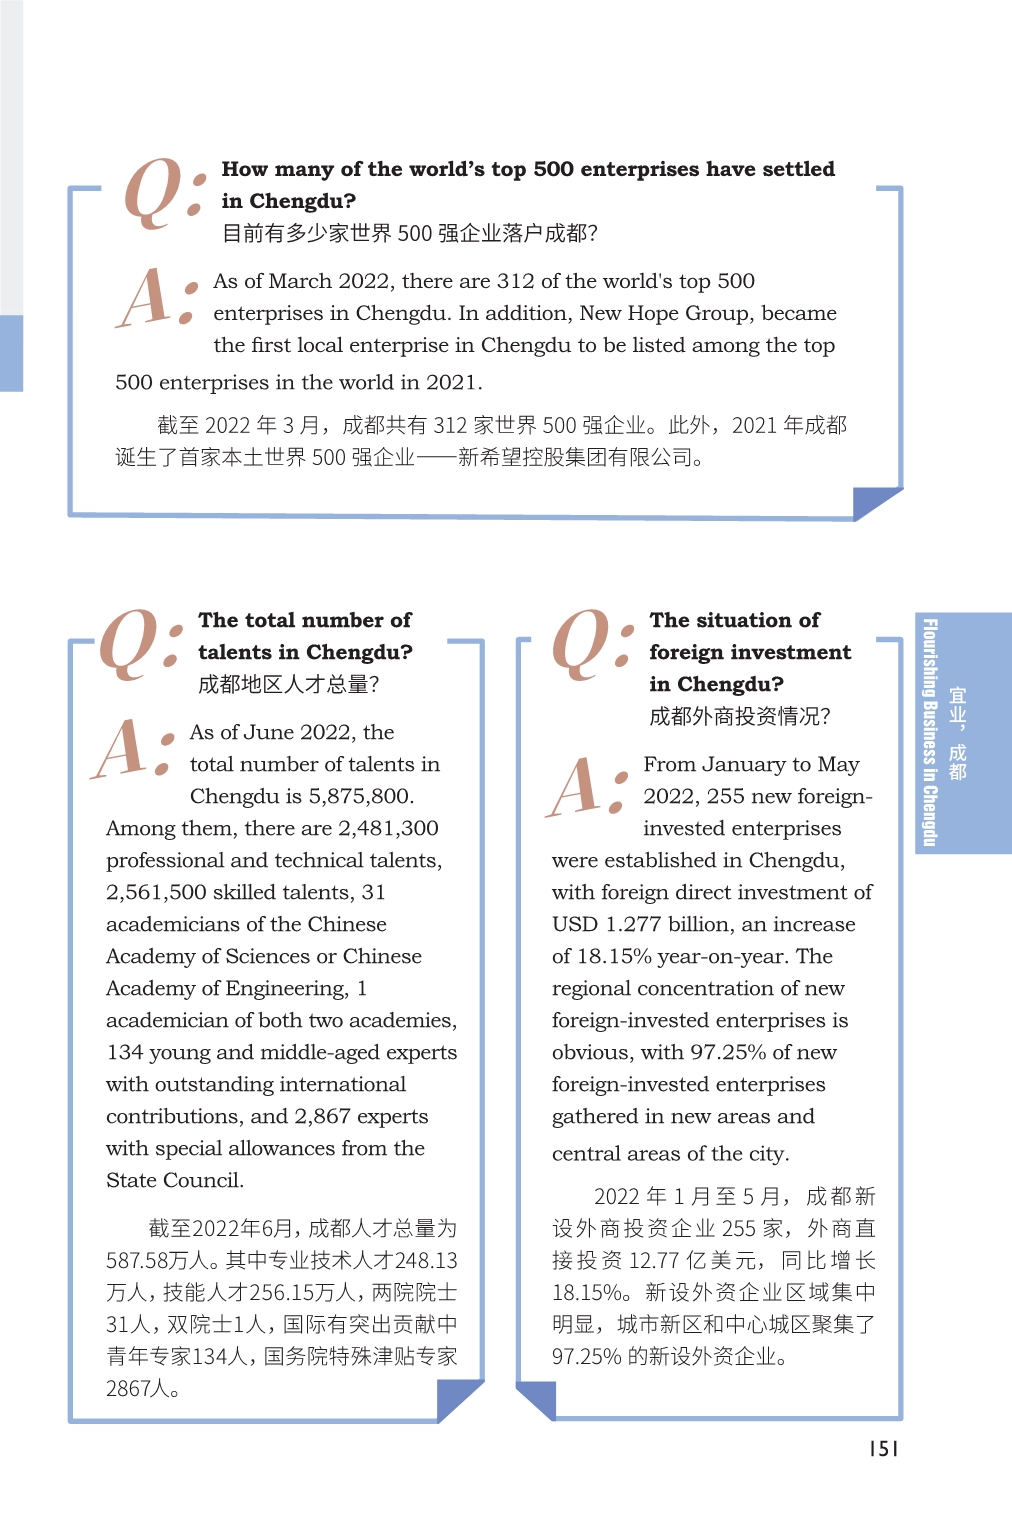 Q:
How many of the world’s top 500 enterprises have settled
in Chengdu?
目前有多少家世界 500 强企业落户成都？
A:
As of March 2022, there are 312 of the world's top 500
enterprises in Chengdu. In addition, New Hope Group, became
the first local enterprise in Chengdu to be listed among the top
500 enterprises in the world in 2021.
截至 2022 年 3 月，成都共有 312 家世界 500 强企业。此外，2021 年成都
诞生了首家本土世界 500 强企业——新希望控股集团有限公司。
Q:
The total number of
talents in Chengdu?
成都地区人才总量？
A:
As of June 2022, the
total number of talents in
Chengdu is 5,875,800.
Among them, there are 2,481,300
professional and technical talents,
2,561,500 skilled talents, 31
academicians of the Chinese
Academy of Sciences or Chinese
Academy of Engineering, 1
academician of both two academies,
134 young and middle-aged experts
with outstanding international
contributions, and 2,867 experts
with special allowances from the
State Council.
截至2022年6月，成都人才总量为
587.58万人。其中专业技术人才248.13
万人，技能人才256.15万人，两院院士
31人，双院士1人，国际有突出贡献中
青年专家134人，国务院特殊津贴专家
2867人。
Q:
The situation of
foreign investment
in Chengdu?
成都外商投资情况？
A:
From January to May
2022, 255 new foreign-
invested enterprises
were established in Chengdu,
with foreign direct investment of
USD 1.277 billion, an increase
of 18.15% year-on-year. The
regional concentration of new
foreign-invested enterprises is
obvious, with 97.25% of new
foreign-invested enterprises
gathered in new areas and
central areas of the city.
2022 年 1 月至 5 月，成都新
设外商投资企业 255 家，外商直
接投资 12.77 亿美元，同比增长
18.15%。新设外资企业区域集中
明显，城市新区和中心城区聚集了
97.25% 的新设外资企业。
宜业，成都
Flourishing Business in Chengdu
151